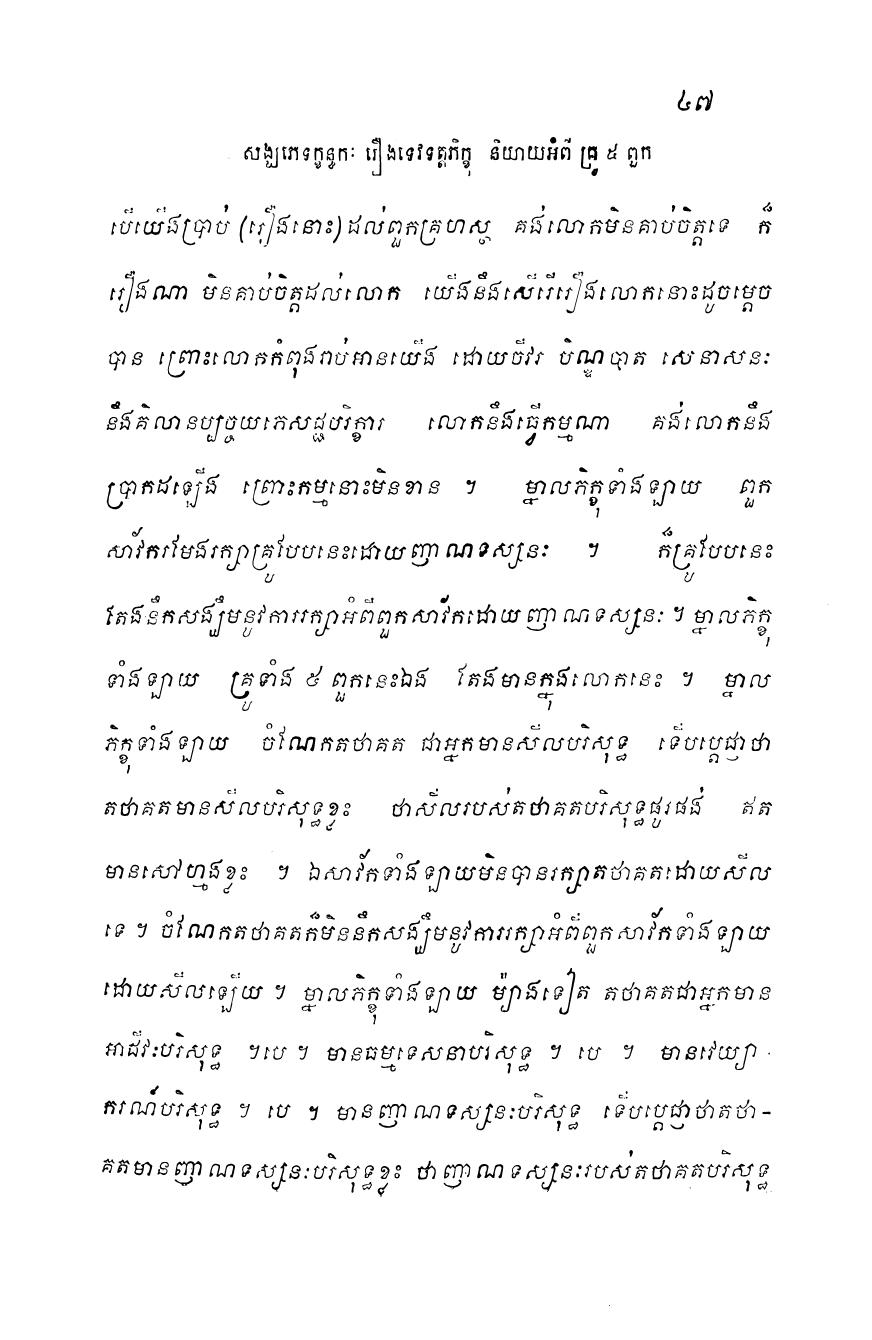 ៤៧
សង្ឃភេទក្ខន្ធកៈ រឿងទេវទត្តភិក្ខុ និយាយអំពី គ្រូ ៥ ពួក
បើយើងប្រាប់ (រឿងនោះ) ដល់ពួកគ្រហស្ថ គង់លោកមិនគាប់ចិត្តទេ ក៏
រឿងណា មិនគាប់ចិត្តដល់លោក យើងនឹងស្តើរើរឿងលោកនោះដូចម្តេច
បាន ព្រោះលោកកំពុងរាប់អានយើង ដោយចីវរ បិណ្ឌបាត សេនាសនៈ
នឹងគិលានប្បច្ចយភេសជ្ជបរិក្ខារ លោកនឹងធ្វើកម្មណា គង់លោកនឹង
ប្រាកដឡើង ព្រោះកម្មនោះមិនខាន ។ ម្នាលភិក្ខុទាំងឡាយ ពួក
សាវ័ករមែងរក្សាគ្រូបែបនេះដោយញាណទស្សនៈ ។ ក៏គ្រូបែបនេះ
តែងនឹកសង្ឃឹមនូវការរក្សាអំពីពួកសាវ័កដោយញាណទស្សនៈ ។ ម្នាលភិក្ខុ
ទាំងឡាយ គ្រូទាំង ៥ ពួកនេះឯង តែងមានក្នុងលោកនេះ ។ ម្នាល
ភិក្ខុទាំងឡាយ ចំណែកតថាគត ជាអ្នកមានសីលបរិសុទ្ធ ទើបប្តេជ្ញាថា
តថាគតមានសីលបរិសុទ្ធខ្លះ ថាសីលរបស់តថាគតបរិសុទ្ធផូរផង់ ឥត
មានសៅហ្មងខ្លះ ។ ឯសាវ័កទាំងឡាយមិនបានរក្សាតថាគតដោយសីល
ទេ ។ ចំណែកតថាគតក៏មិននឹកសង្ឃឹមនូវការរក្សាអំពីពួកសាវ័កទាំងឡាយ
ដោយសីលឡើយ ។ ម្នាលភិក្ខុទាំងឡាយ ម៉្យាងទៀត តថាគតជាអ្នកមាន
អាជីវៈបរិសុទ្ធ ។បេ ។ មានធម្មទេសនាបរិសុទ្ធ ។ បេ ។ មានវេយ្យា
ករណ៍បរិសុទ្ធ ។ បេ ។ មានញាណទស្សនៈបរិសុទ្ធ ទើបប្តេជ្ញាថាតថា-
គតមានញាណទស្សនៈបរិសុទ្ធខ្លះ ថាញាណទស្សនៈរបស់តថាគតបរិសុទ្ធ